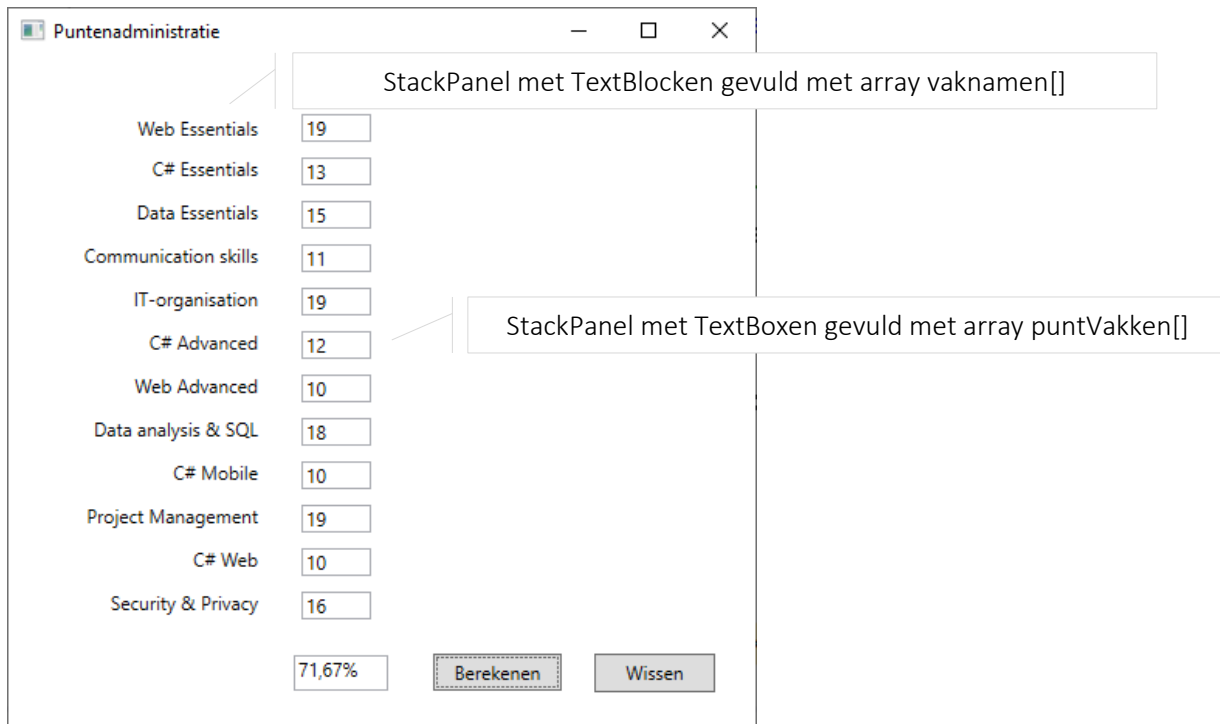 Puntenadministratie
StackPanel met TextBlocken gevuld met array vaknamen[]
Web Essentials 19
C# Essentials 13
Data Essentials 15
Communication skills 11
IT-organisation 19
StackPanel met TextBoxen gevuld met array puntVakken[]
C# Advanced 12
Web Advanced 10
Data analysis & SQL 18
C# Mobile 10
Project Management 19
C# Web 10
Security & Privacy 16
71,67% Berekenen Wissen